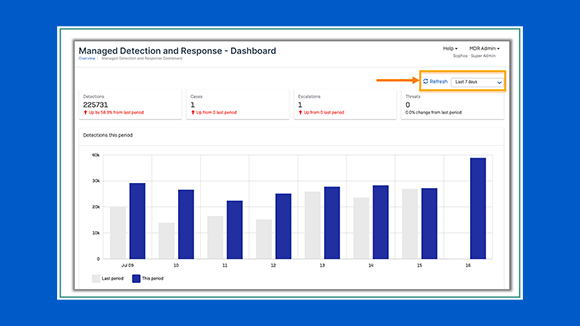 Managed Detection and Response - Dashboard
Help
MDR Admin
Overview / Managed Detection and Response Dashboard
Sophos · Super Admin
Refresh
Last 7 days
Detections
225731
Up by 58.9% from last period
Cases
1
Up from 0 last period
Escalations
1
Up from 0 last period
Threats
0
0.0% change from last period
Detections this period
40k
30k
20k
10k
0k
Jul 09
10
11
12
13
14
15
16
Last period
This period